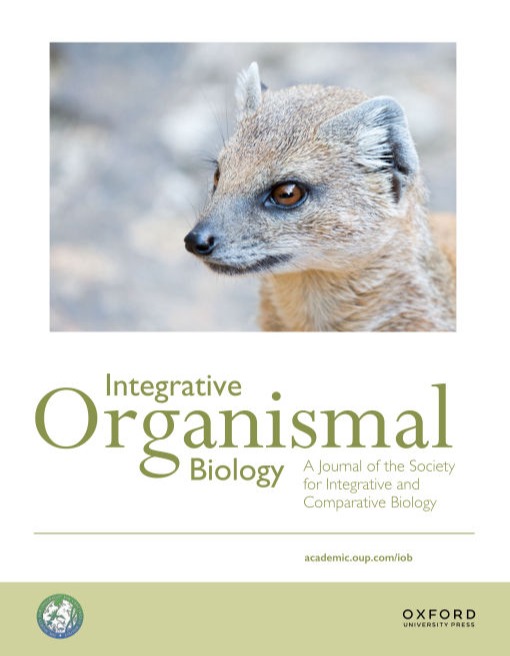 Integrative
Organismal
Biology
A Journal of the Society
for Integrative and
Comparative Biology
academic.oup.com/iob
OXFORD
UNIVERSITY PRESS